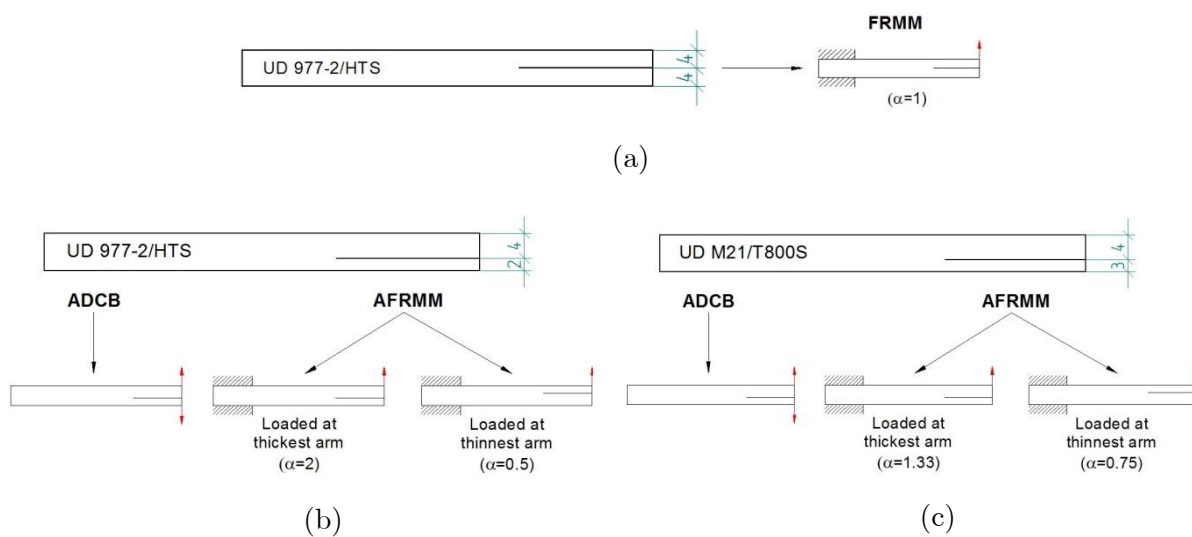 FRMM
UD 977-2/HTS
4
4
(α=1)
(a)
UD 977-2/HTS
4
2
ADCB
AFRMM
Loaded at
thickest arm
(α=2)
Loaded at
thinnest arm
(α=0.5)
(b)
UD M21/T800S
4
3
ADCB
AFRMM
Loaded at
thickest arm
(α=1.33)
Loaded at
thinnest arm
(α=0.75)
(c)